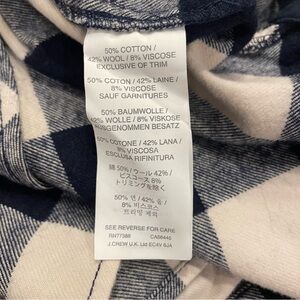 50% COTTON /
42% WOOL / 8% VISCOSE
EXCLUSIVE OF TRIM
50% COTON / 42% LAINE /
8% VISCOSE
SAUF GARNITURES
50% BAUMWOLLE /
42% WOLLE / 8% VISKOSE
AUSGENOMMEN BESATZ
50% COTONE / 42% LANA /
8% VISCOSA
ESCLUSA RIFINITURA
綿 50% / ウール 42% /
ビスコース 8%
トリミングを除く
50% 면 / 42% 울 /
8% 비스코스
트리밍 제외
SEE REVERSE FOR CARE
RN77388 CA56445
J.CREW U.K. Ltd EC4V 6JA